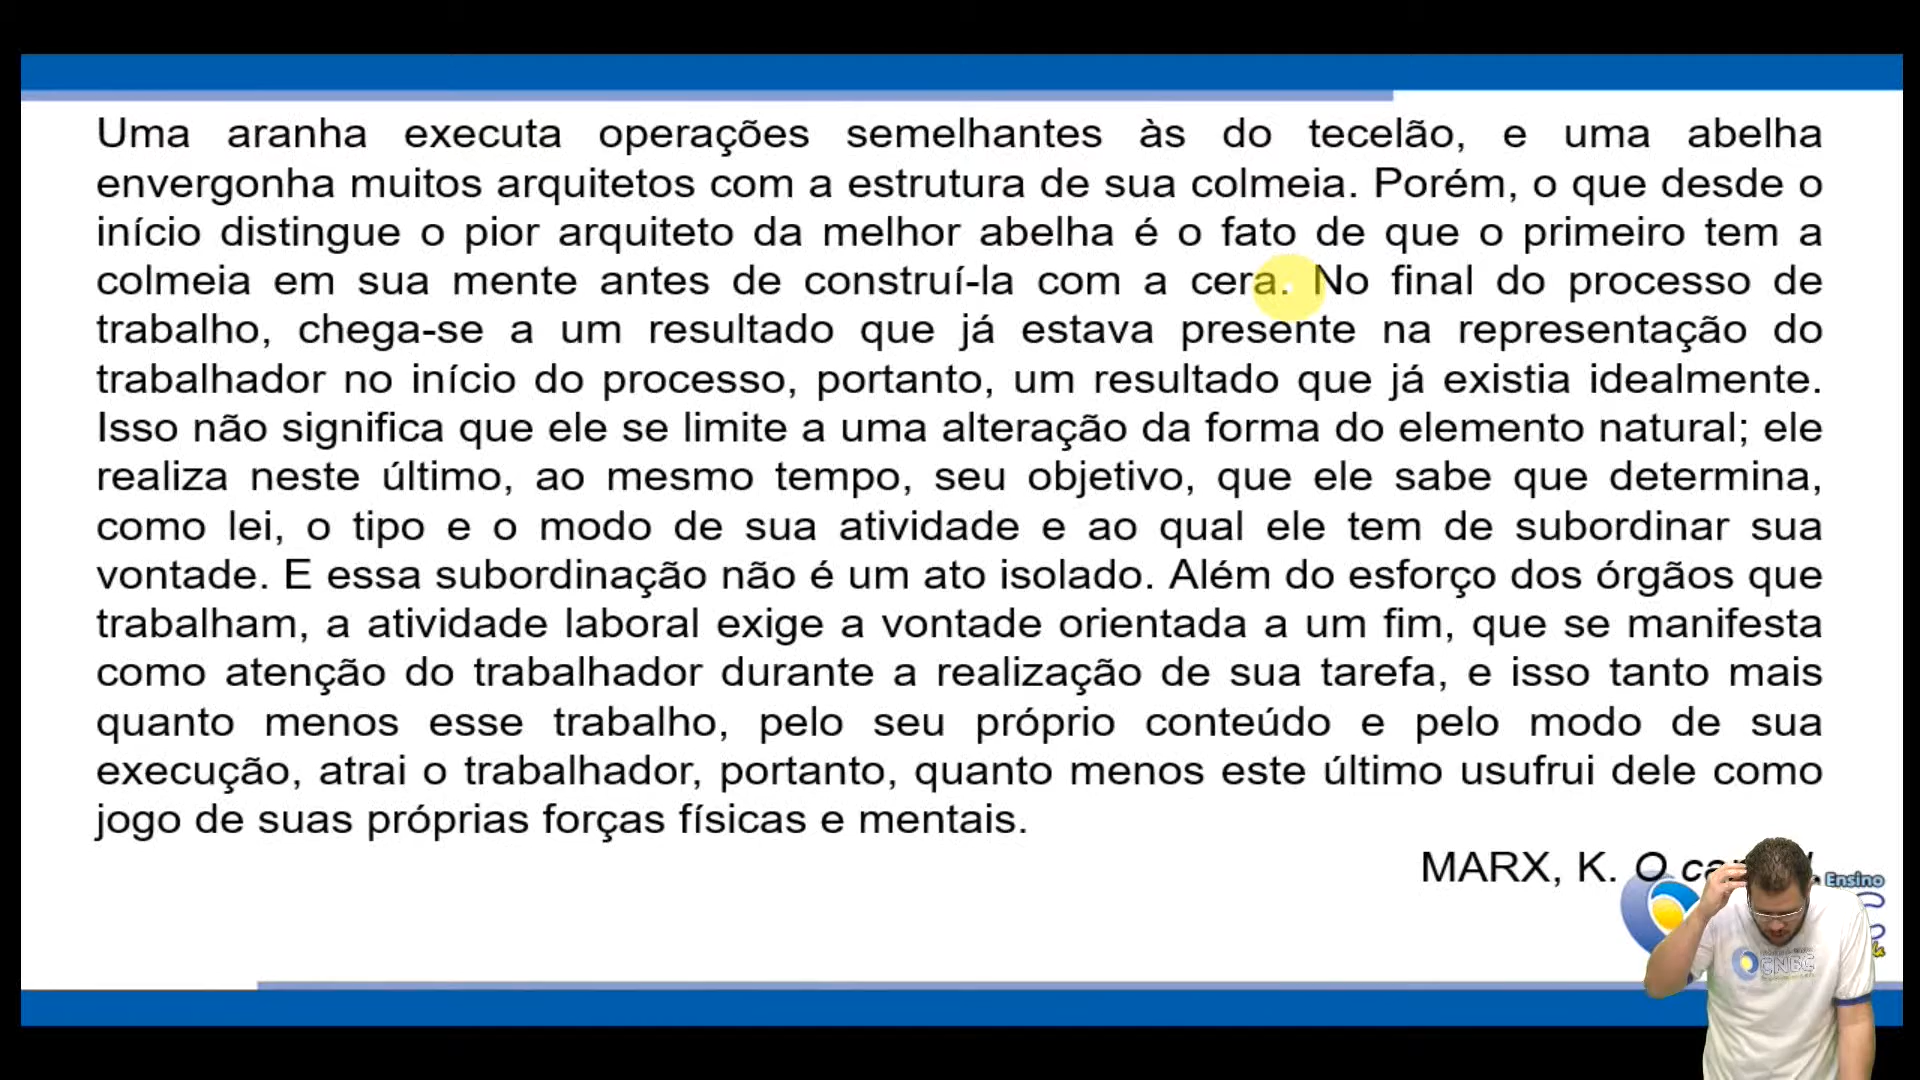 Uma aranha executa operações semelhantes às do tecelão, e uma abelha
envergonha muitos arquitetos com a estrutura de sua colmeia. Porém, o que desde o
início distingue o pior arquiteto da melhor abelha é o fato de que o primeiro tem a
colmeia em sua mente antes de construí-la com a cera. No final do processo de
trabalho, chega-se a um resultado que já estava presente na representação do
trabalhador no início do processo, portanto, um resultado que já existia idealmente.
Isso não significa que ele se limite a uma alteração da forma do elemento natural; ele
realiza neste último, ao mesmo tempo, seu objetivo, que ele sabe que determina,
como lei, o tipo e o modo de sua atividade e ao qual ele tem de subordinar sua
vontade. E essa subordinação não é um ato isolado. Além do esforço dos órgãos que
trabalham, a atividade laboral exige a vontade orientada a um fim, que se manifesta
como atenção do trabalhador durante a realização de sua tarefa, e isso tanto mais
quanto menos esse trabalho, pelo seu próprio conteúdo e pelo modo de sua
execução, atrai o trabalhador, portanto, quanto menos este último usufrui dele como
jogo de suas próprias forças físicas e mentais.
MARX, K. O
Ensino
CNEC